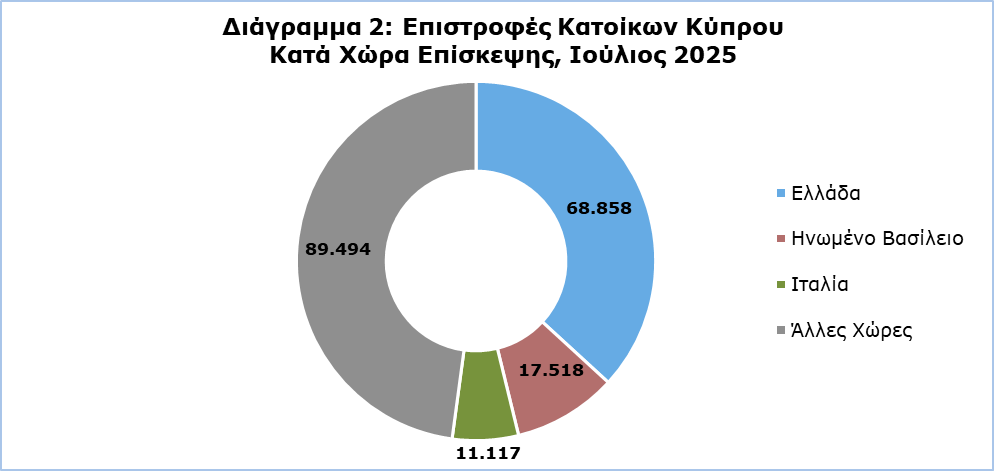 Διάγραμμα 2: Επιστροφές Κατοίκων Κύπρου
Κατά Χώρα Επίσκεψης, Ιούλιος 2025
68.858
89.494
17.518
11.117
Ελλάδα
Ηνωμένο Βασίλειο
Ιταλία
Άλλες Χώρες